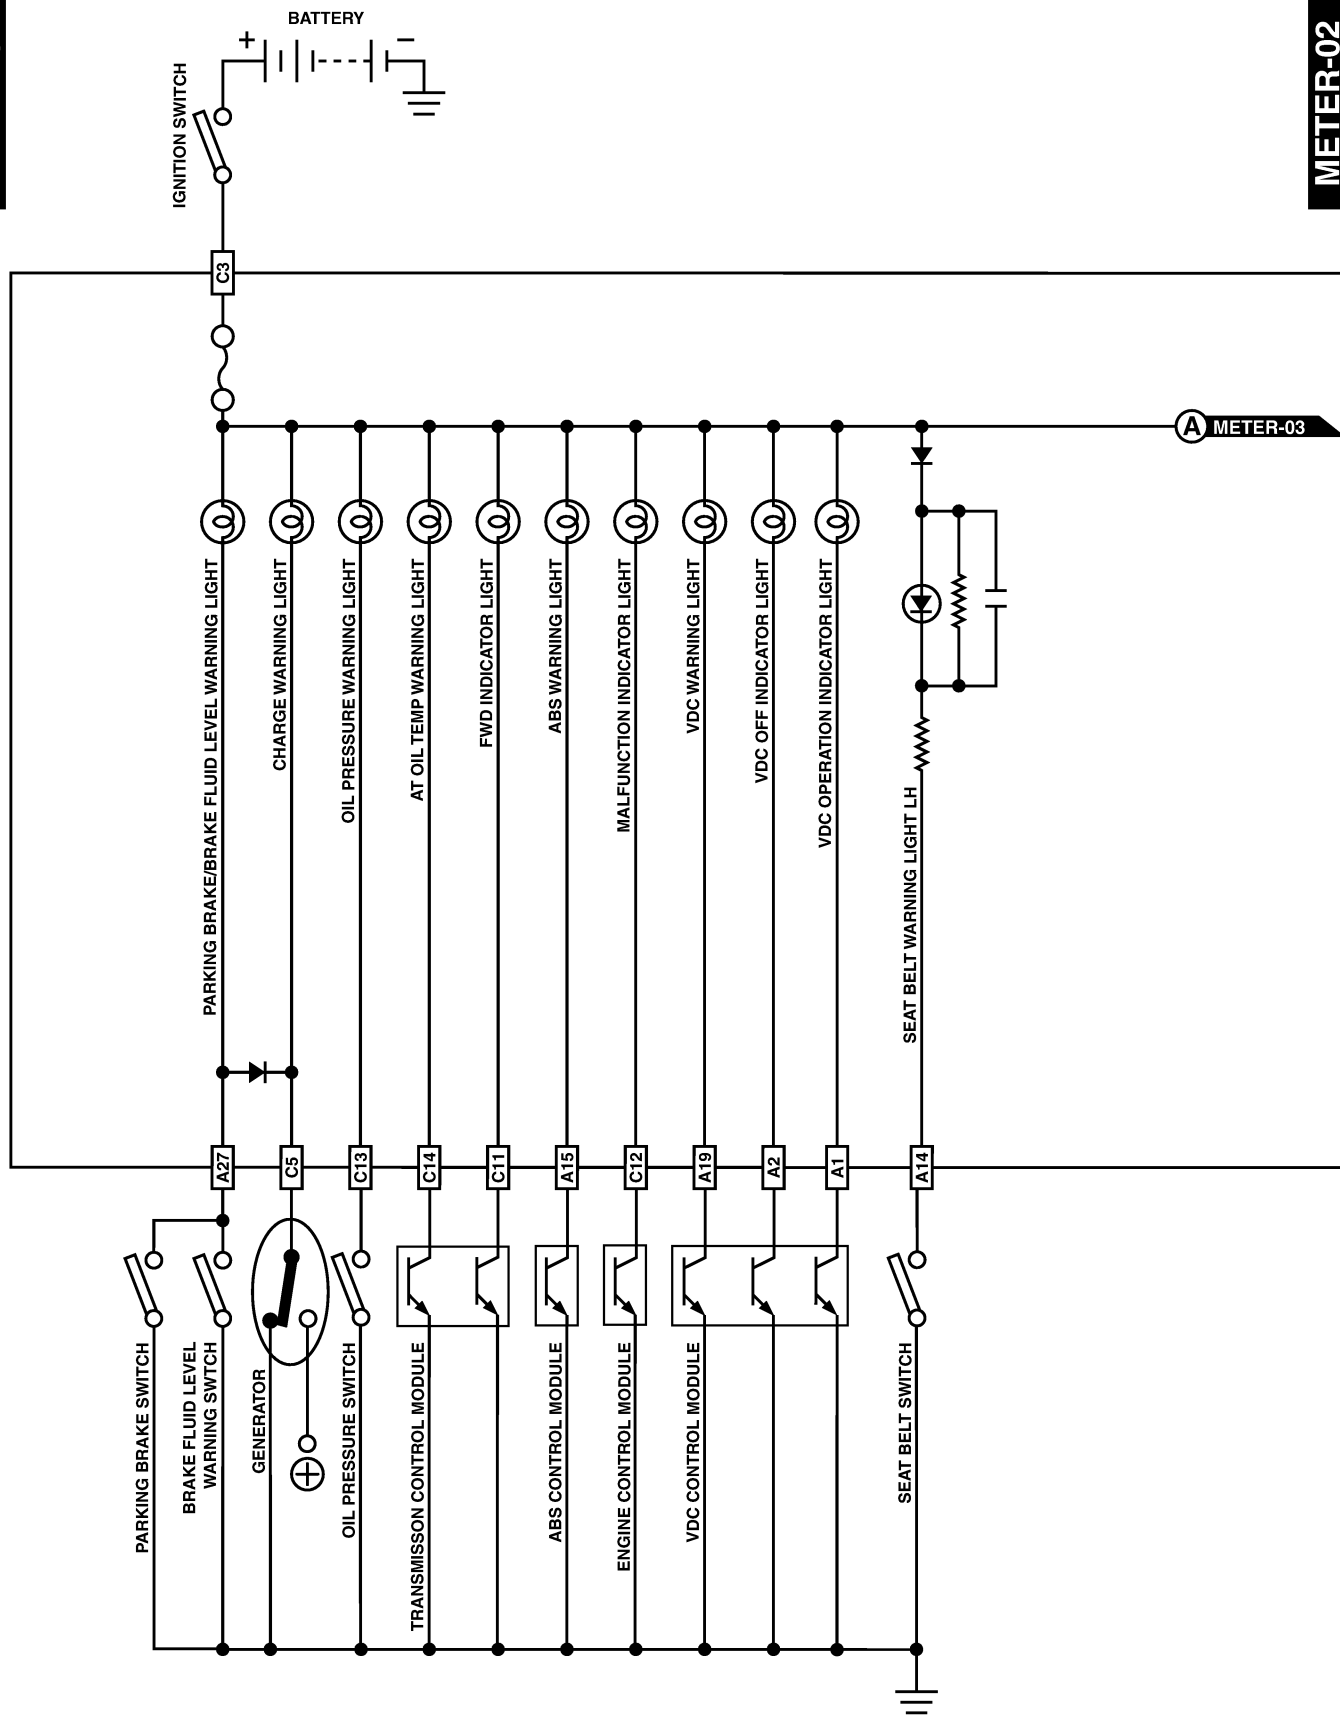 BATTERY
+
−
METER-02
IGNITION SWITCH
C3
A
METER-03
PARKING BRAKE/BRAKE FLUID LEVEL WARNING LIGHT
CHARGE WARNING LIGHT
OIL PRESSURE WARNING LIGHT
AT OIL TEMP WARNING LIGHT
FWD INDICATOR LIGHT
ABS WARNING LIGHT
MALFUNCTION INDICATOR LIGHT
VDC WARNING LIGHT
VDC OFF INDICATOR LIGHT
VDC OPERATION INDICATOR LIGHT
SEAT BELT WARNING LIGHT LH
A27
C5
C13
C14
C11
A15
C12
A19
A2
A1
A14
PARKING BRAKE SWITCH
BRAKE FLUID LEVEL
WARNING SWTCH
GENERATOR
+
OIL PRESSURE SWITCH
TRANSMISSON CONTROL MODULE
ABS CONTROL MODULE
ENGINE CONTROL MODULE
VDC CONTROL MODULE
SEAT BELT SWITCH